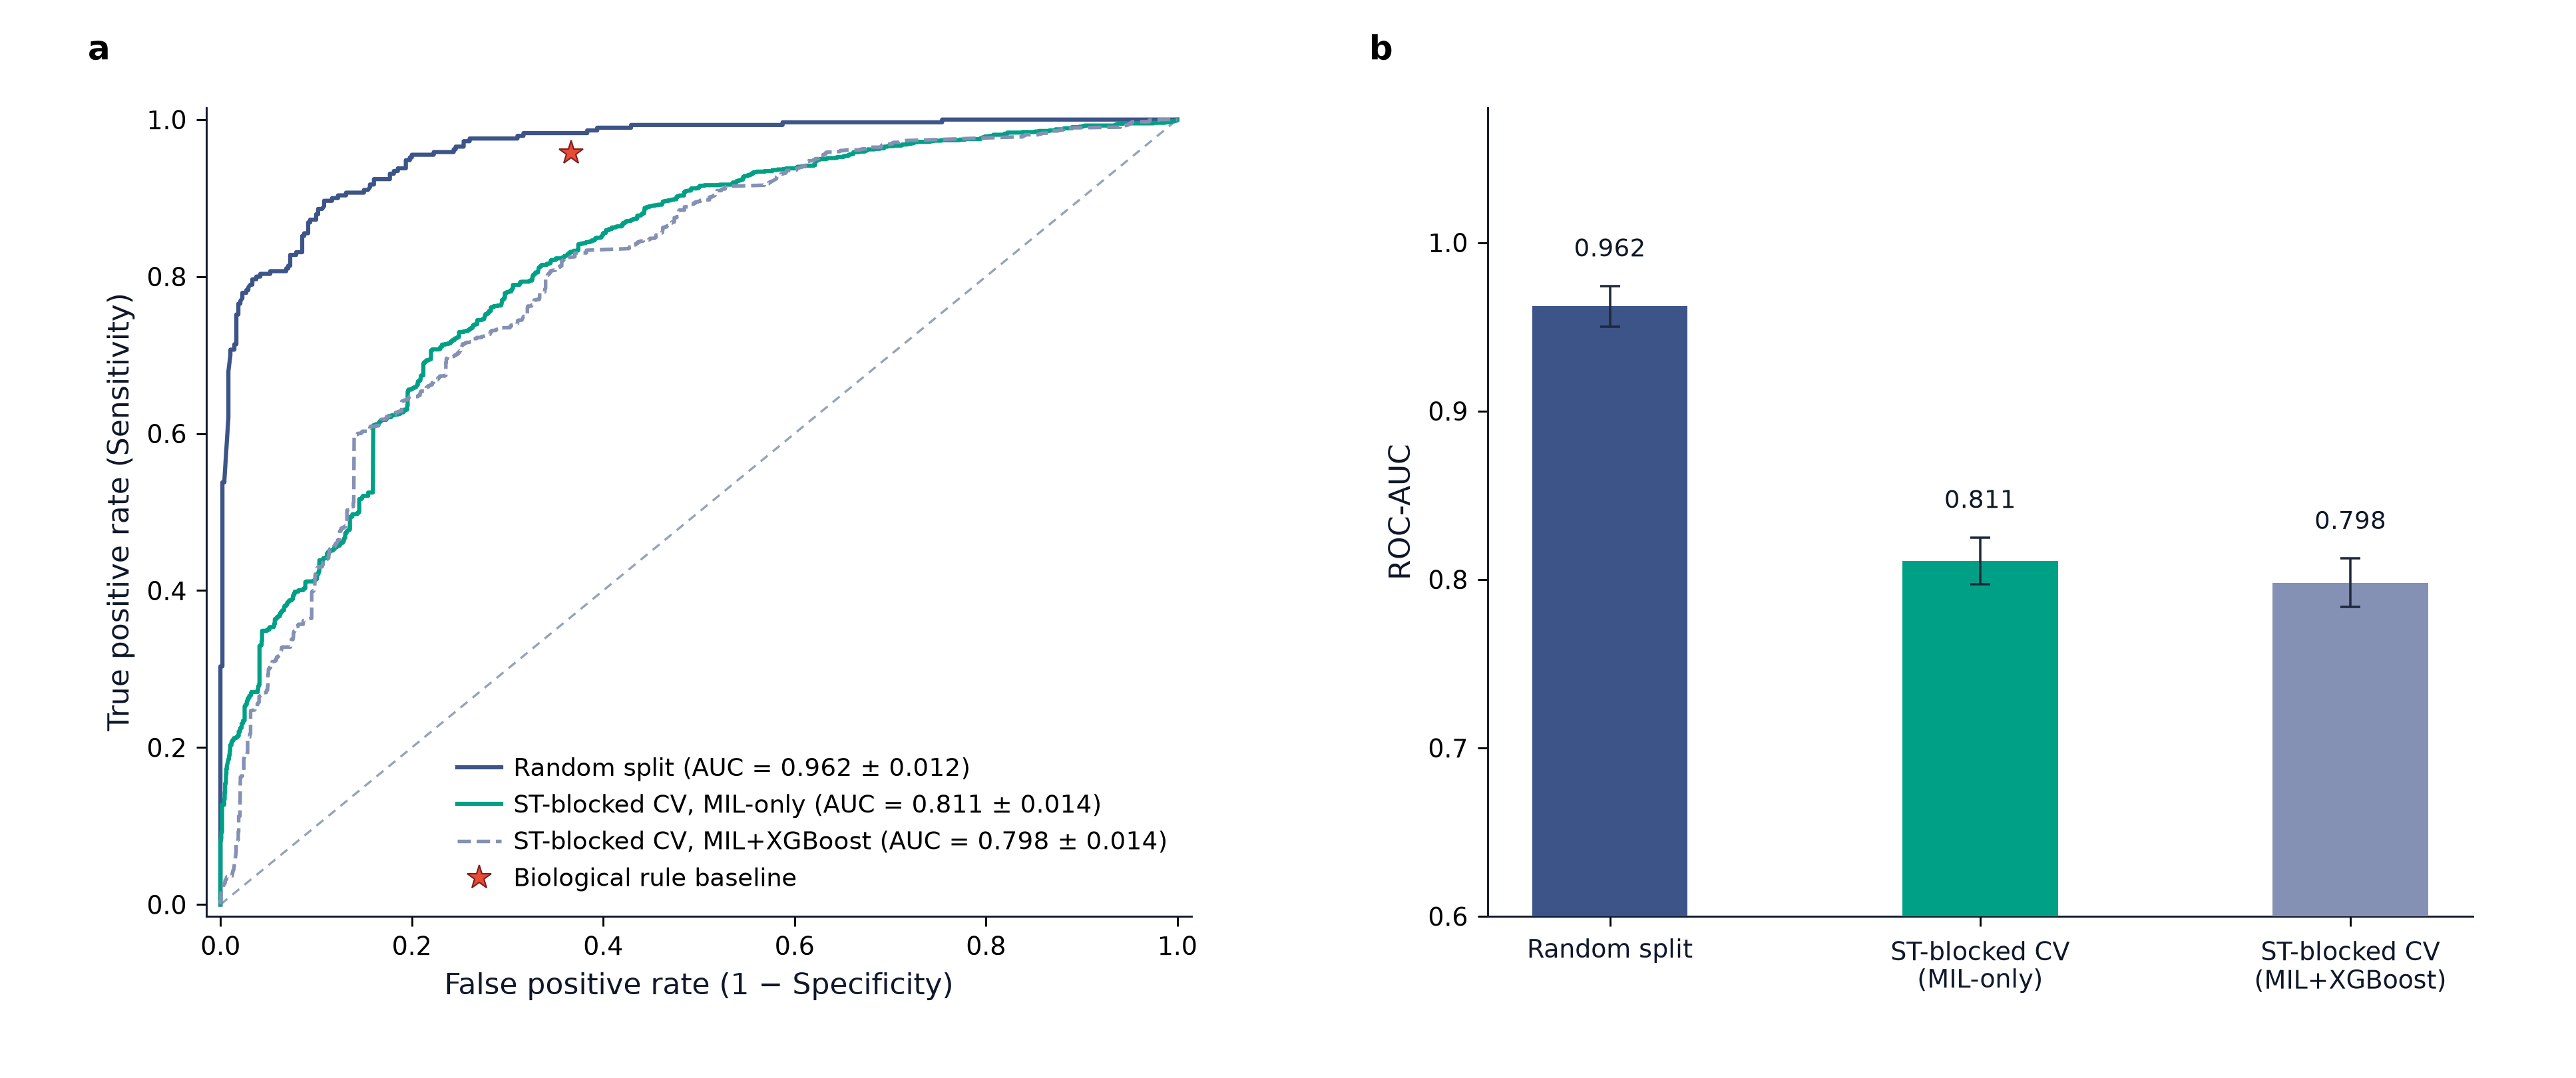 a
1.0
0.8
0.6
0.4
0.2
0.0
True positive rate (Sensitivity)
Random split (AUC = 0.962 ± 0.012)
ST-blocked CV, MIL-only (AUC = 0.811 ± 0.014)
ST-blocked CV, MIL+XGBoost (AUC = 0.798 ± 0.014)
Biological rule baseline
0.0 0.2 0.4 0.6 0.8 1.0
False positive rate (1 − Specificity)
b
1.0
0.9
0.8
0.7
0.6
ROC-AUC
0.962
0.811
0.798
Random split
ST-blocked CV
(MIL-only)
ST-blocked CV
(MIL+XGBoost)